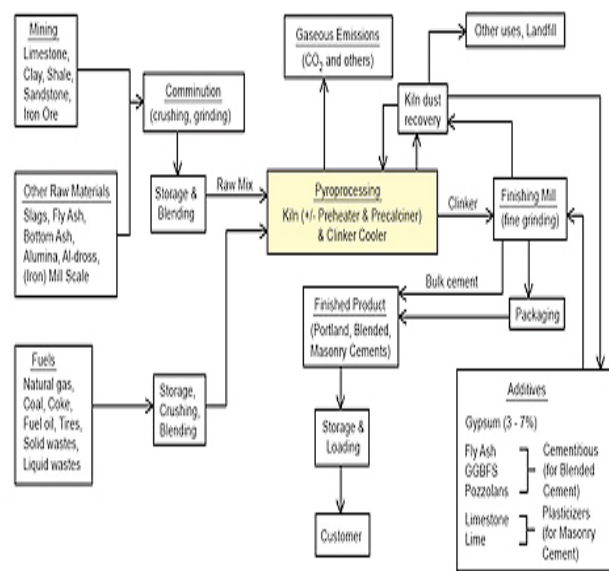 Mining
Limestone,
Clay, Shale,
Sandstone,
Iron Ore
Other Raw Materials
Slags, Fly Ash,
Bottom Ash,
Alumina, Al-dross,
(Iron) Mill Scale
Fuels
Natural gas,
Coal, Coke,
Fuel oil, Tires,
Solid wastes,
Liquid wastes
Comminution
(crushing, grinding)
Storage &
Blending
Raw Mix
Storage,
Crushing,
Blending
Gaseous Emissions
(CO₂ and others)
Pyroprocessing
Kiln (+/- Preheater & Precalciner)
& Clinker Cooler
Kiln dust
recovery
Other uses, Landfill
Clinker
Finishing Mill
(fine grinding)
Bulk cement
Packaging
Finished Product
(Portland, Blended,
Masonry Cements)
Storage &
Loading
Customer
Additives
Gypsum (3 - 7%)
Fly Ash
GGBFS
Pozzolans
Cementitious
(for Blended
Cement)
Limestone
Lime
Plasticizers
(for Masonry
Cement)